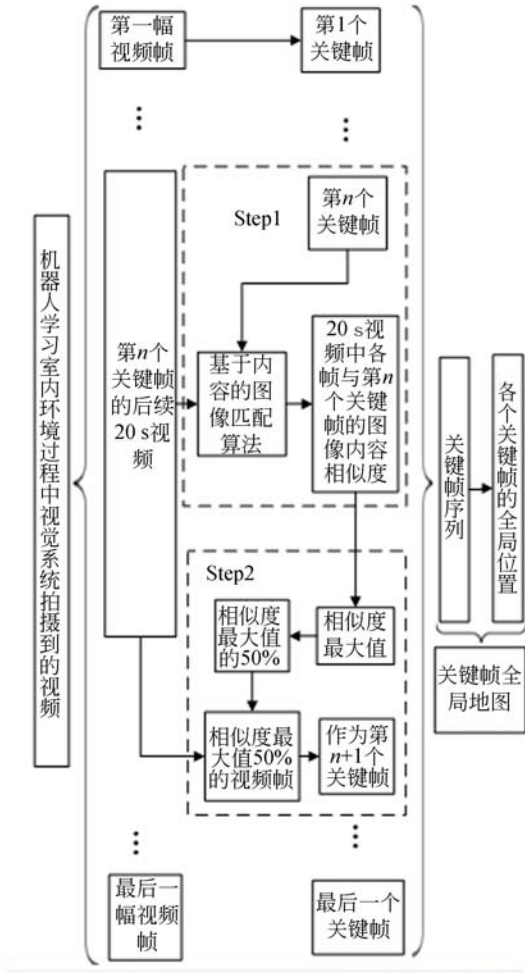 第一幅
视频帧
第1个
关键帧
...
...
机器人学习室内环境过程中视觉系统拍摄到的视频
第n个
关键帧
的后续
20 s视
频
Step1
第n个
关键帧
基于内
容的图
像匹配
算法
20 s视
频中各
帧与第n
个关键
帧的图
像内容
相似度
Step2
相似度
最大值
的50%
相似度
最大值
相似度最
大值50%
的视频帧
作为第
n+1个
关键帧
...
...
最后一
幅视频
帧
最后一个
关键帧
关键帧序列
各个关键帧的全局位置
关键帧全
局地图